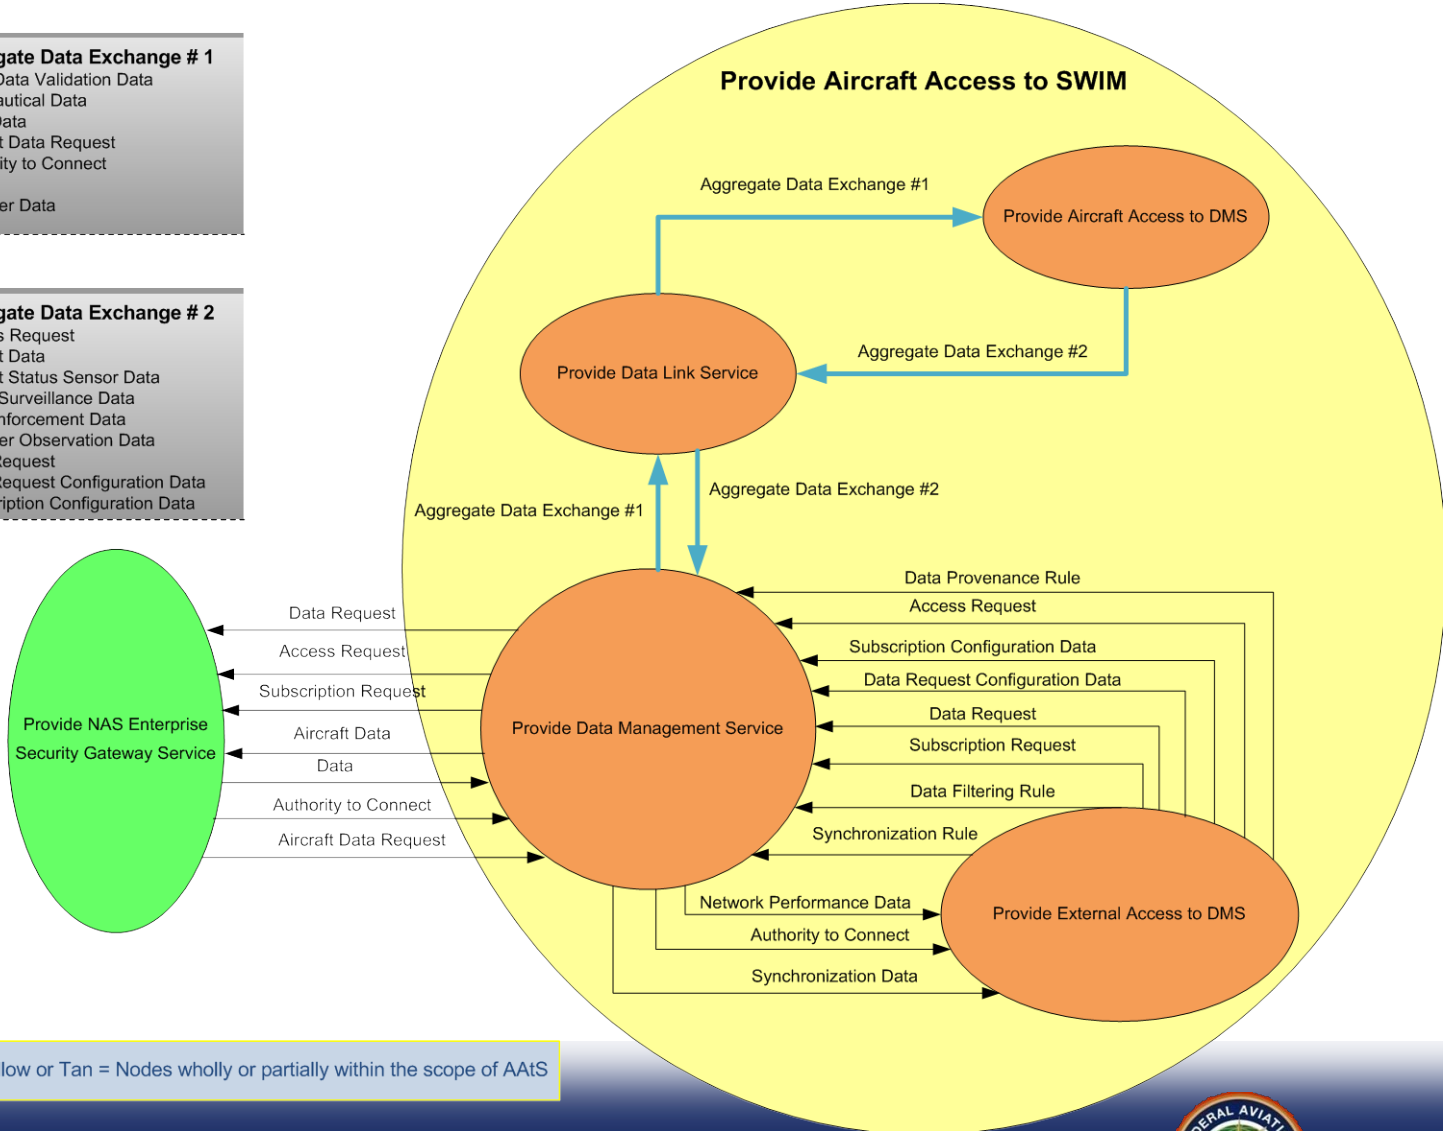 gate Data Exchange # 1
Data Validation Data
autical Data
Data
t Data Request
ity to Connect
er Data
gate Data Exchange # 2
s Request
t Data
t Status Sensor Data
Surveillance Data
nforcement Data
er Observation Data
Request
Request Configuration Data
ription Configuration Data
Provide Aircraft Access to SWIM
Aggregate Data Exchange #1
Provide Aircraft Access to DMS
Aggregate Data Exchange #2
Provide Data Link Service
Aggregate Data Exchange #2
Aggregate Data Exchange #1
Data Request
Access Request
Subscription Request
Aircraft Data
Data
Authority to Connect
Aircraft Data Request
Provide NAS Enterprise
Security Gateway Service
Provide Data Management Service
Data Provenance Rule
Access Request
Subscription Configuration Data
Data Request Configuration Data
Data Request
Subscription Request
Data Filtering Rule
Synchronization Rule
Network Performance Data
Authority to Connect
Synchronization Data
Provide External Access to DMS
llow or Tan = Nodes wholly or partially within the scope of AAtS
DERAL AVIATI